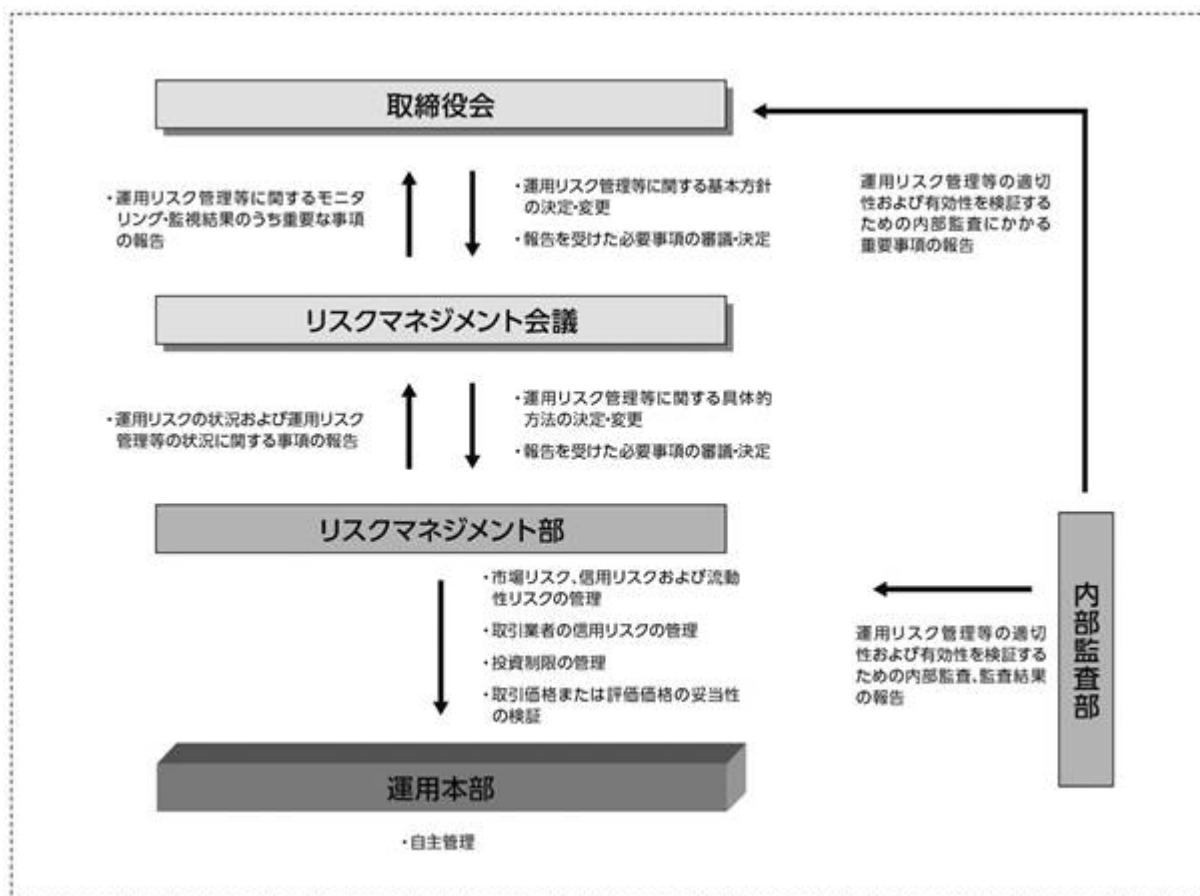 取締役会
・運用リスク管理等に関するモニタ
リング・監視結果のうち重要な事項
の報告
・運用リスク管理等に関する基本方針
の決定・変更
・報告を受けた必要事項の審議・決定
運用リスク管理等の適切
性および有効性を検証する
ための内部監査にかかる
重要事項の報告
リスクマネジメント会議
・運用リスクの状況および運用リスク
管理等の状況に関する事項の報告
・運用リスク管理等に関する具体的
方法の決定・変更
・報告を受けた必要事項の審議・決定
リスクマネジメント部
・市場リスク、信用リスクおよび流動
性リスクの管理
・取引業者の信用リスクの管理
・投資制限の管理
・取引価格または評価価格の妥当性
の検証
運用リスク管理等の適切
性および有効性を検証する
ための内部監査、監査結果
の報告
内部監査部
運用本部
・自主管理